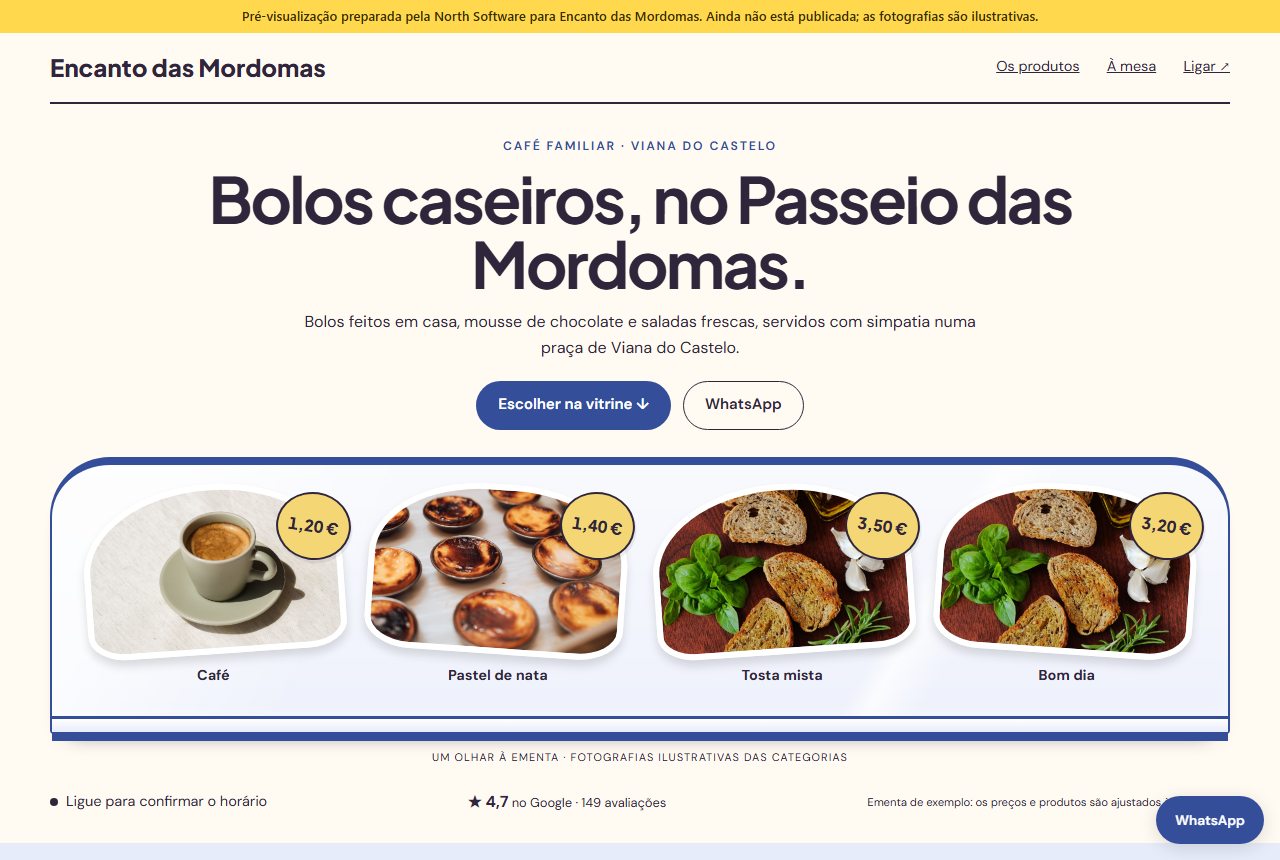 Pré-visualização preparada pela North Software para Encanto das Mordomas. Ainda não está publicada; as fotografias são ilustrativas.
Encanto das Mordomas
Os produtos
À mesa
Ligar ↗
CAFÉ FAMILIAR · VIANA DO CASTELO
Bolos caseiros, no Passeio das
Mordomas.
Bolos feitos em casa, mousse de chocolate e saladas frescas, servidos com simpatia numa
praça de Viana do Castelo.
Escolher na vitrine ↓
WhatsApp
1,20 €
1,40 €
3,50 €
3,20 €
Café
Pastel de nata
Tosta mista
Bom dia
UM OLHAR À EMENTA · FOTOGRAFIAS ILUSTRATIVAS DAS CATEGORIAS
Ligue para confirmar o horário
★ 4,7 no Google · 149 avaliações
Ementa de exemplo: os preços e produtos são ajustados
WhatsApp